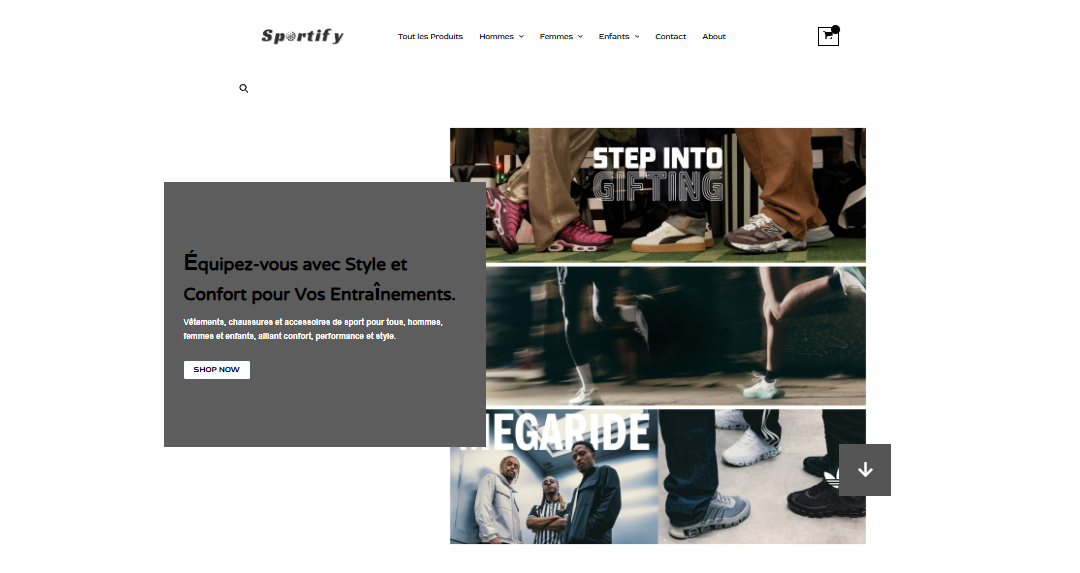 Sportify
Tout les Produits Hommes Femmes Enfants Contact About
STEP INTO
GIFTING
Équipez-vous avec Style et
Confort pour Vos Entraînements.
Vêtements, chaussures et accessoires de sport pour tous, hommes,
femmes et enfants, alliant confort, performance et style.
SHOP NOW
MEGARIDE